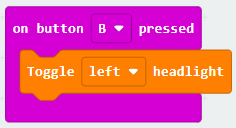 on button B pressed
Toggle left headlight